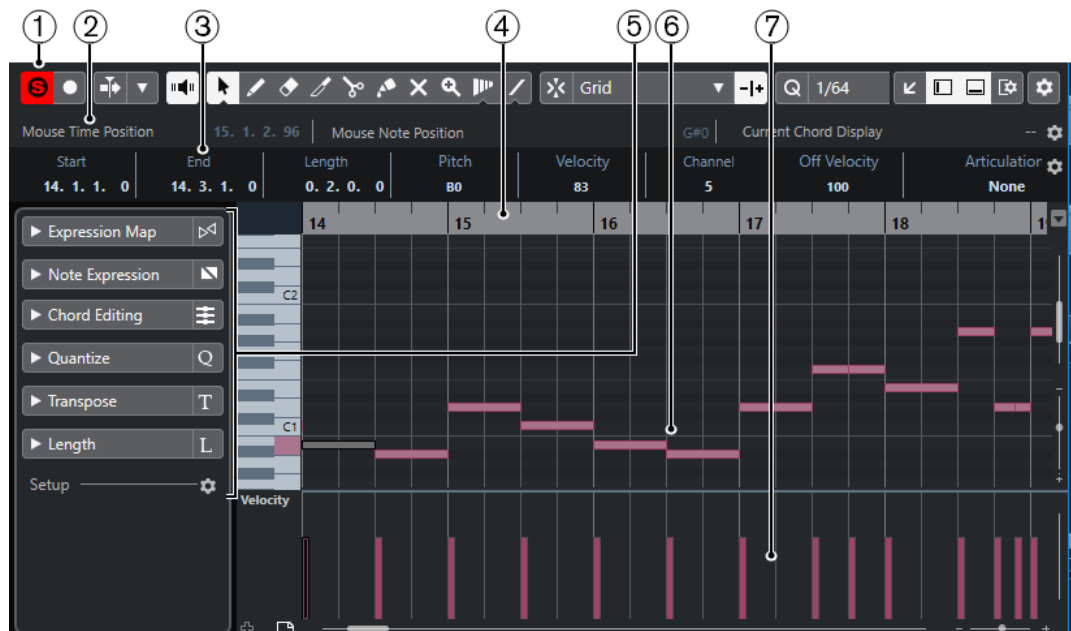 1 2 3 4 5 6 7
S Grid Q 1/64
Mouse Time Position 15. 1. 2. 96 Mouse Note Position G#0 Current Chord Display --
Start End Length Pitch Velocity Channel Off Velocity Articulation
14. 1. 1. 0 14. 3. 1. 0 0. 2. 0. 0 B0 83 5 100 None
14 15 16 17 18
Expression Map
Note Expression
C2
Chord Editing
Quantize Q
Transpose T
C1
Length L
Setup
Velocity